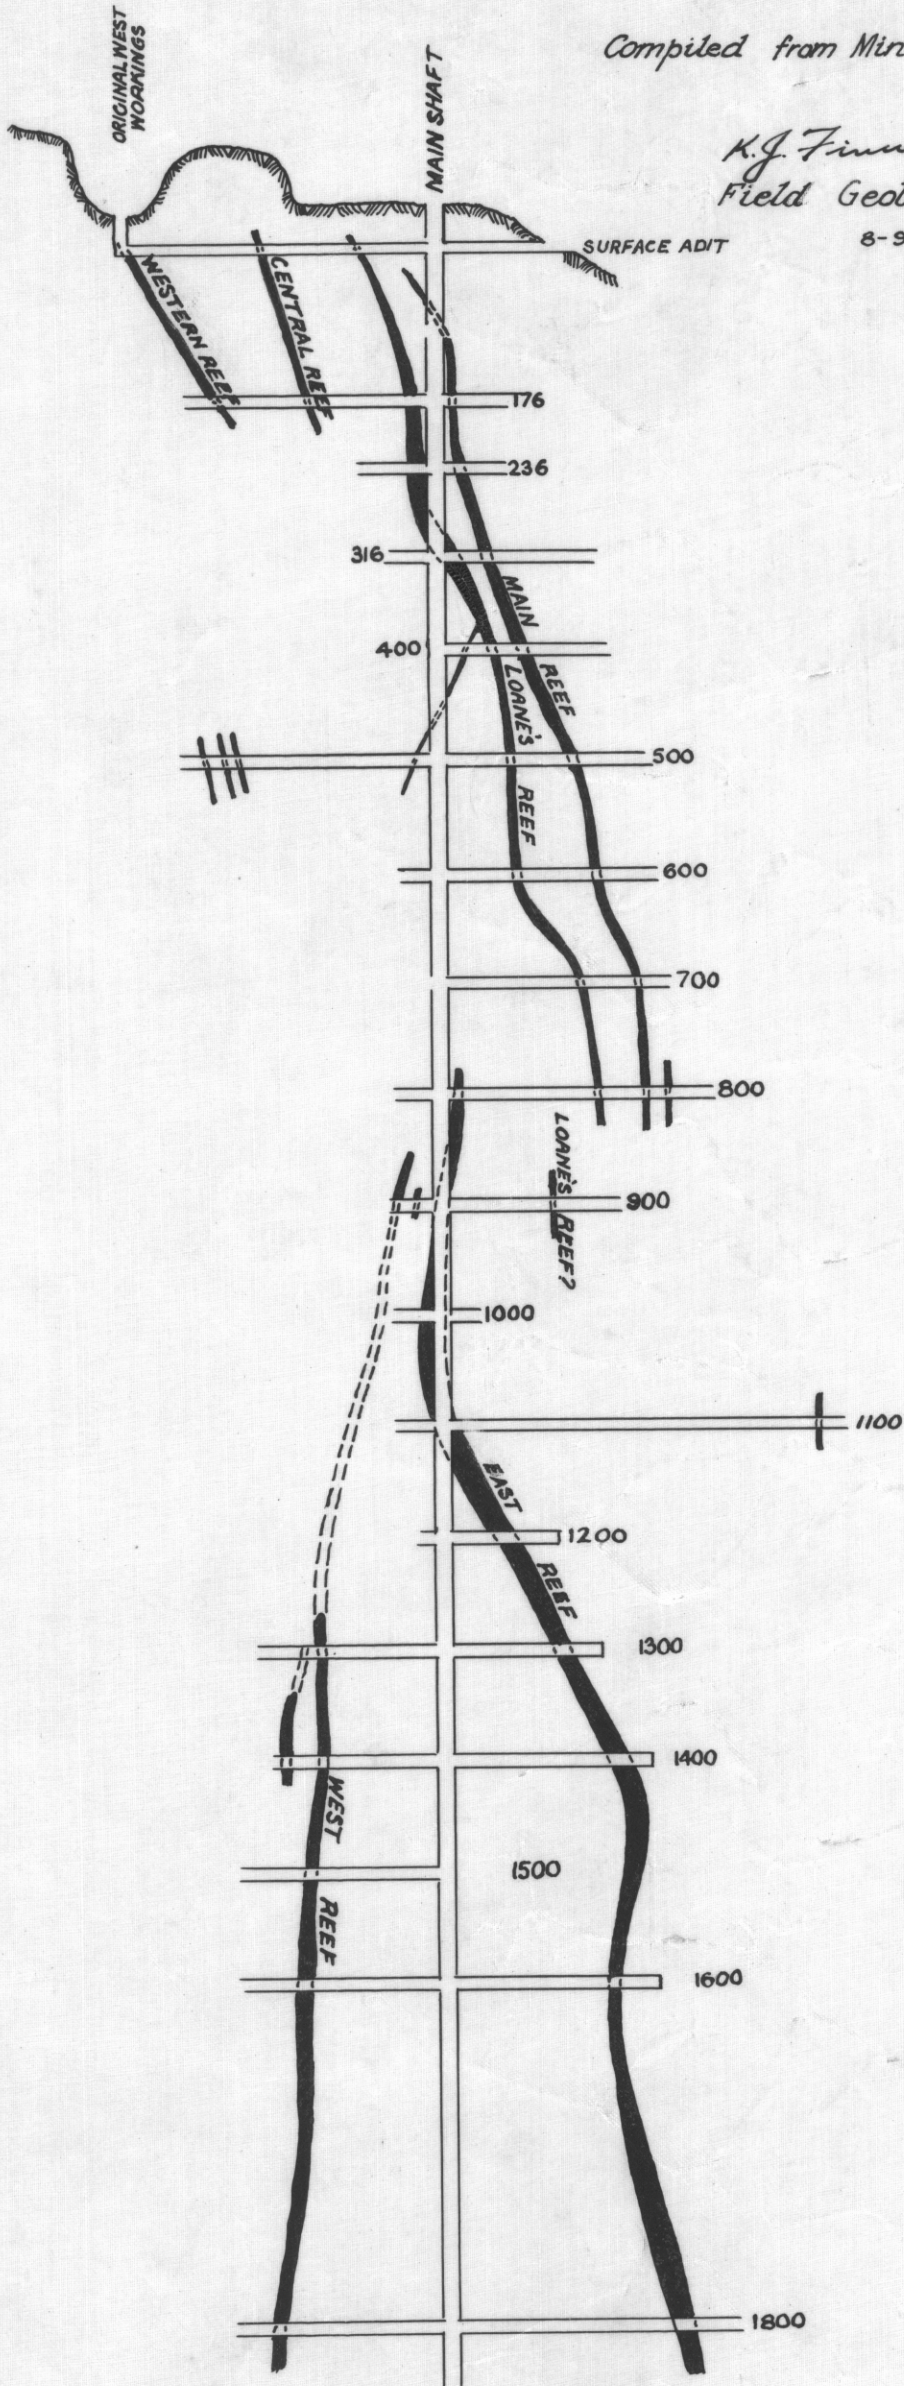 ORIGINAL WEST
WORKINGS
MAIN SHAFT
Compiled from Min
K.J.
Field Geol
8-9
SURFACE ADIT
WESTERN REEF
CENTRAL REEF
176
236
316
MAIN
REEF
400
LOANE'S
REEF
500
600
700
800
LOANE'S REEF?
900
1000
1100
EAST
REEF
1200
1300
1400
WEST
REEF
1500
1600
1800